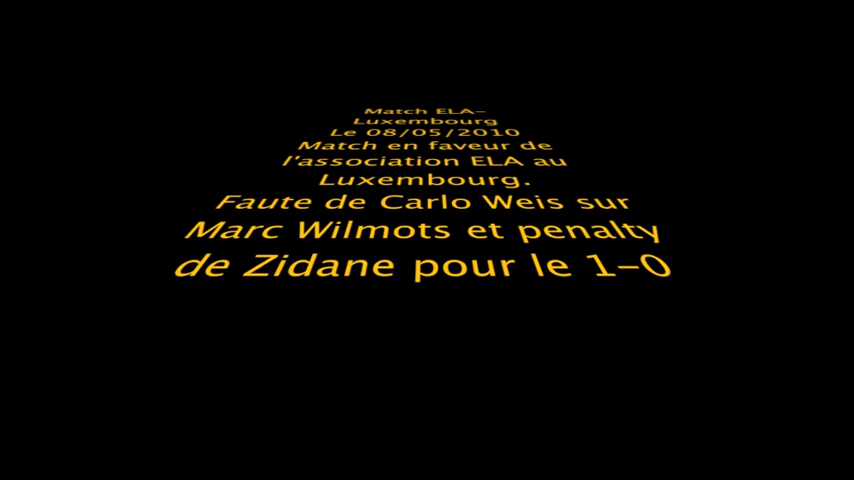 Match ELA-
Luxembourg
Le 08/05/2010
Match en faveur de
l'association ELA au
Luxembourg.
Faute de Carlo Weis sur
Marc Wilmots et penalty
de Zidane pour le 1-0